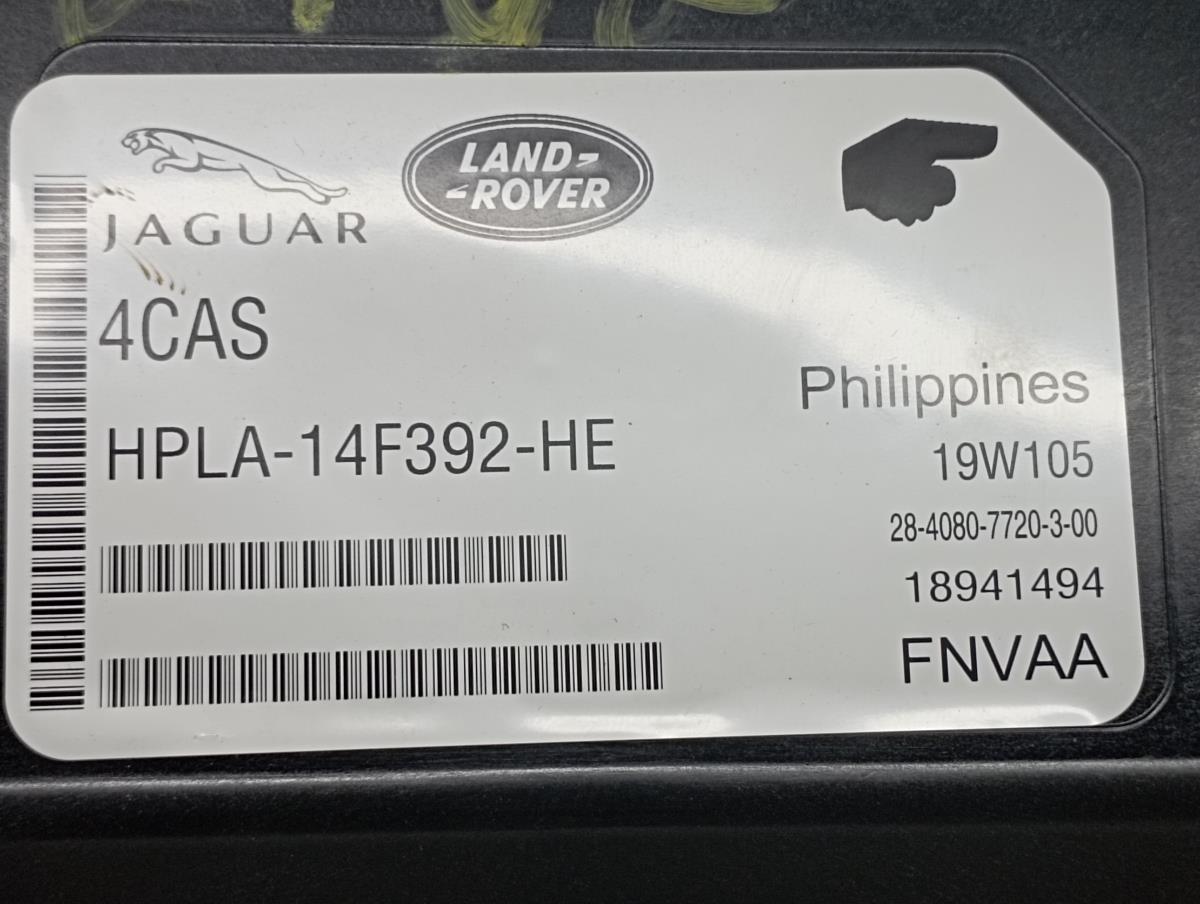 JAGUAR
LAND-
-ROVER
4CAS
HPLA-14F392-HE
Philippines
19W105
28-4080-7720-3-00
18941494
FNVAA